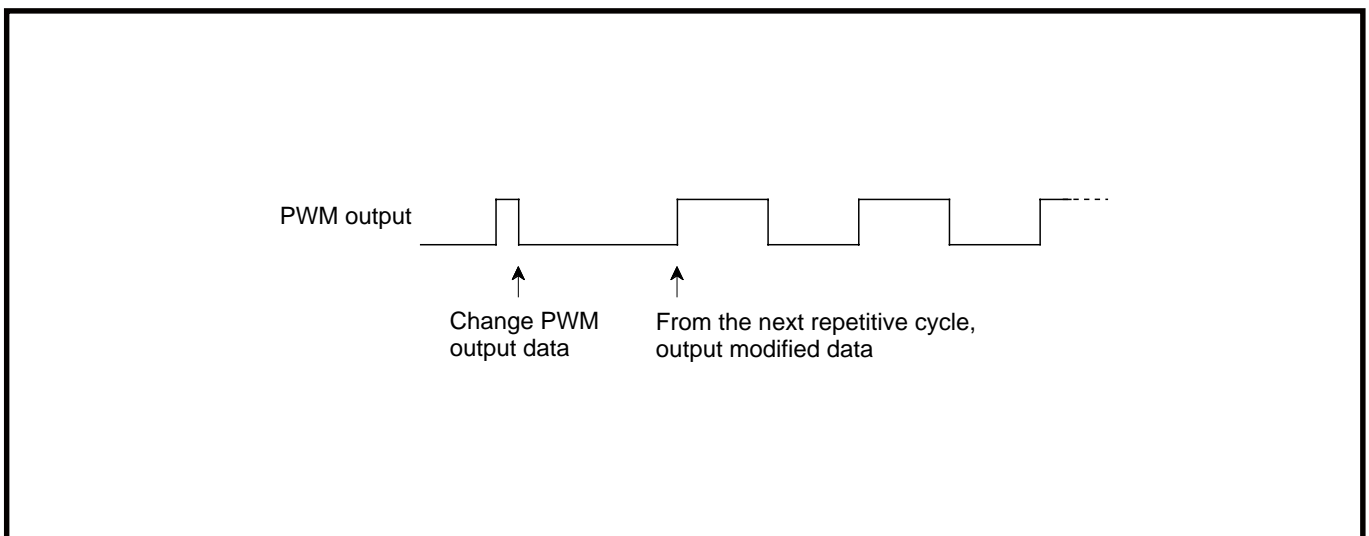 PWM output
Change PWM
output data
From the next repetitive cycle,
output modified data